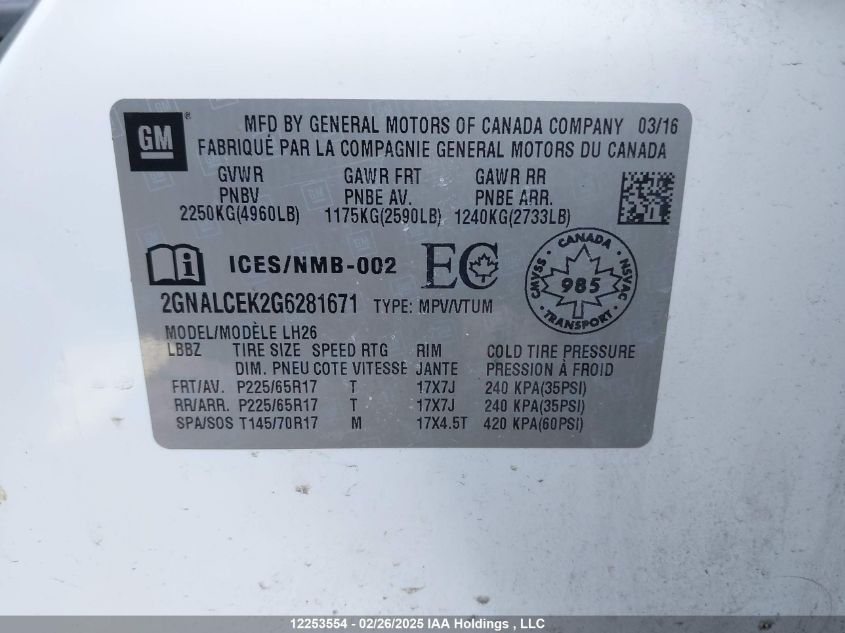 GM ® MFD BY GENERAL MOTORS OF CANADA COMPANY 03/16
FABRIQUÉ PAR LA COMPAGNIE GENERAL MOTORS DU CANADA
GVWR GAWR FRT GAWR RR
PNBV PNBE AV. PNBE ARR.
2250KG(4960LB) 1175KG(2590LB) 1240KG(2733LB)
i ICES/NMB-002 EC
CANADA
CMVSS 985 NSVAC
TRANSPORT
2GNALCEK2G6281671 TYPE: MPV/VTUM
MODEL/MODÈLE LH26
LBBZ TIRE SIZE SPEED RTG RIM COLD TIRE PRESSURE
DIM. PNEU COTE VITESSE JANTE PRESSION À FROID
FRT/AV. P225/65R17 T 17X7J 240 KPA(35PSI)
RR/ARR. P225/65R17 T 17X7J 240 KPA(35PSI)
SPA/SOS T145/70R17 M 17X4.5T 420 KPA(60PSI)
12253554 - 02/26/2025 IAA Holdings , LLC